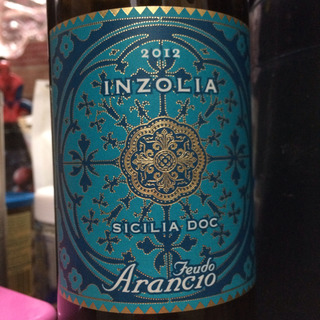 2012
INZOLIA
SICILIA DOC
Feudo
Arancio